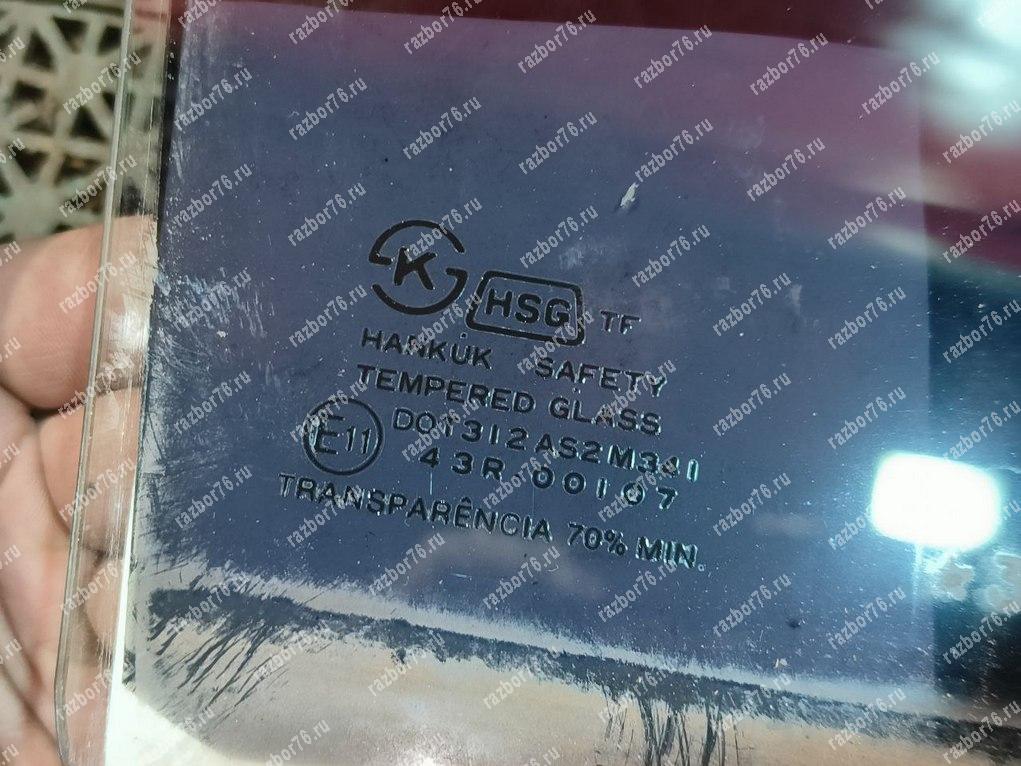 K
HSG TF
HANKUK SAFETY
TEMPERED GLASS
E11 DOT312AS2M341
43R 00107
TRANSPARÊNCIA 70% MIN.
razbor76.ru